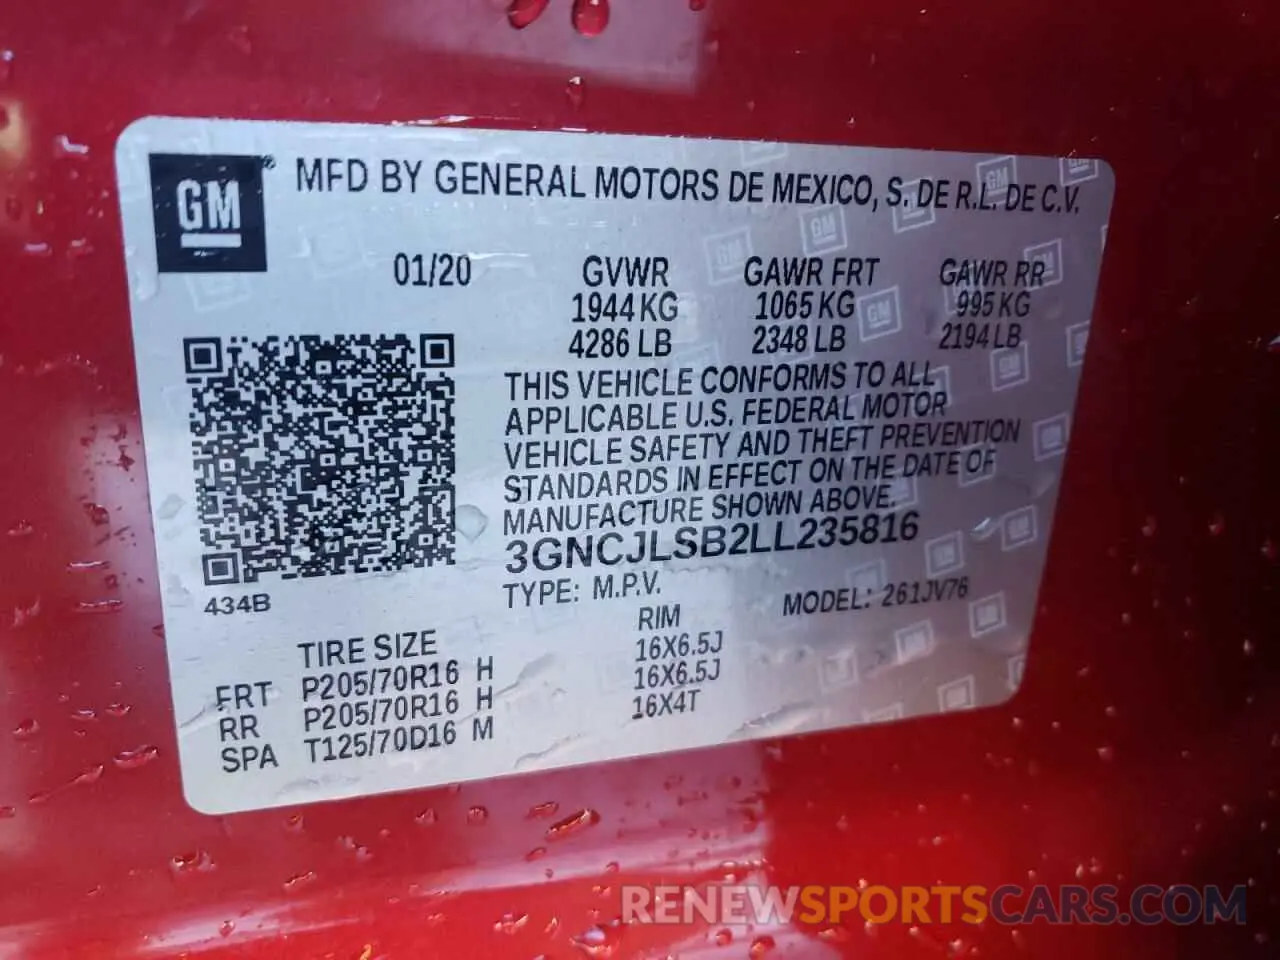 GM® MFD BY GENERAL MOTORS DE MEXICO, S. DE R.L. DE C.V.
01/20 GVWR GAWR FRT GAWR RR
1944 KG 1065 KG 995 KG
4286 LB 2348 LB 2194 LB
THIS VEHICLE CONFORMS TO ALL
APPLICABLE U.S. FEDERAL MOTOR
VEHICLE SAFETY AND THEFT PREVENTION
STANDARDS IN EFFECT ON THE DATE OF
MANUFACTURE SHOWN ABOVE.
3GNCJLSB2LL235816
434B
TYPE: M.P.V. MODEL: 261JV76
TIRE SIZE RIM
FRT P205/70R16 H 16X6.5J
RR P205/70R16 H 16X6.5J
SPA T125/70D16 M 16X4T
RENEWSPORTSCARS.COM